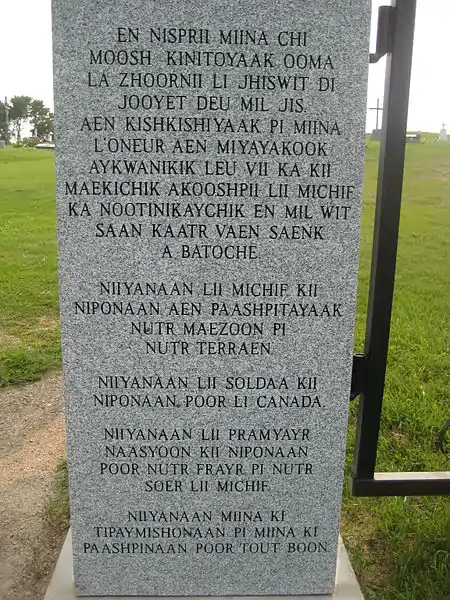 EN NISPRII MIINA CHI
MOOSH KINITOYAAK OOMA
LA ZHOORNII LI JHISWIT DI
JOOYET DEU MIL JIS.
AEN KISHKISHIYAAK PI MIINA
L'ONEUR AEN MIYAYAKOOK
AYKWANIKIK LEU VII KA KII
MAEKICHIK AKOOSHPII LII MICHIF
KA NOOTINIKAYCHIK EN MIL WIT
SAAN KAATR VAEN SAENK
A BATOCHE.
NIIYANAAN LII MICHIF KII
NIPONAAN AEN PAASHPITAYAAK
NUTR MAEZOON PI
NUTR TERRAEN.
NIIYANAAN LII SOLDAA KII
NIPONAAN POOR LI CANADA.
NIIYANAAN LII PRAMYAYR
NAASYOON KII NIPONAAN
POOR NUTR FRAYR PI NUTR
SOER LII MICHIF.
NILYANAAN MIINA KI
TIPAYMISHONAAN PI MIINA KI
PAASHPINAAN POOR TOUT BOON.